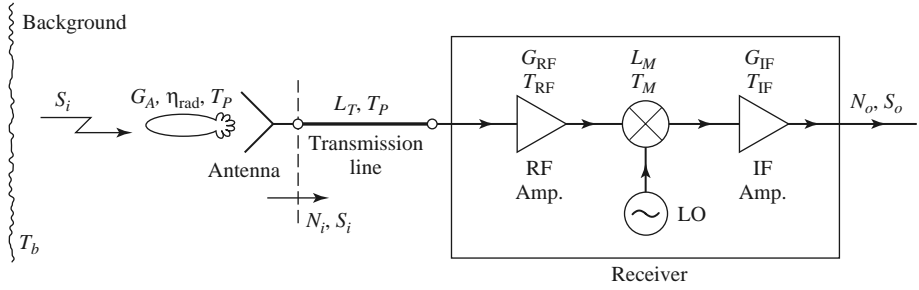 Background
S_i
G_A, η_rad, T_P
Antenna
L_T, T_P
Transmission
line
N_i, S_i
T_b
G_RF
T_RF
RF
Amp.
L_M
T_M
LO
G_IF
T_IF
IF
Amp.
N_o, S_o
Receiver